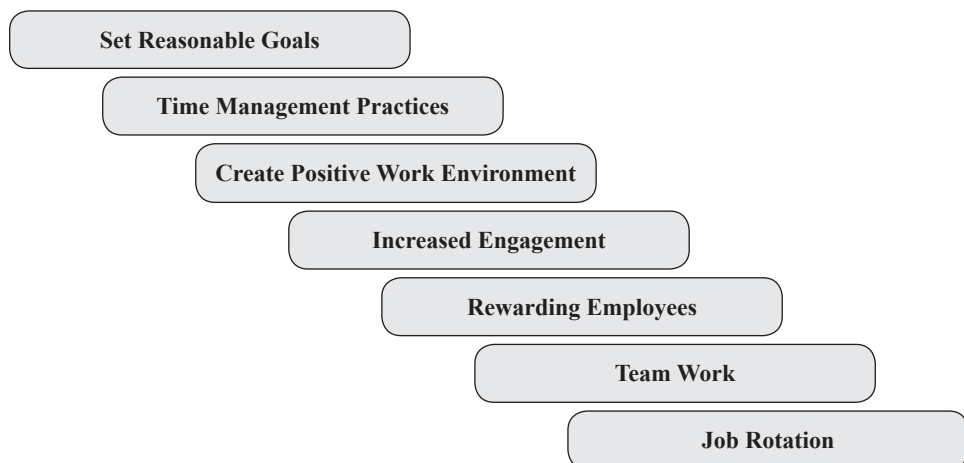 Set Reasonable Goals
Time Management Practices
Create Positive Work Environment
Increased Engagement
Rewarding Employees
Team Work
Job Rotation